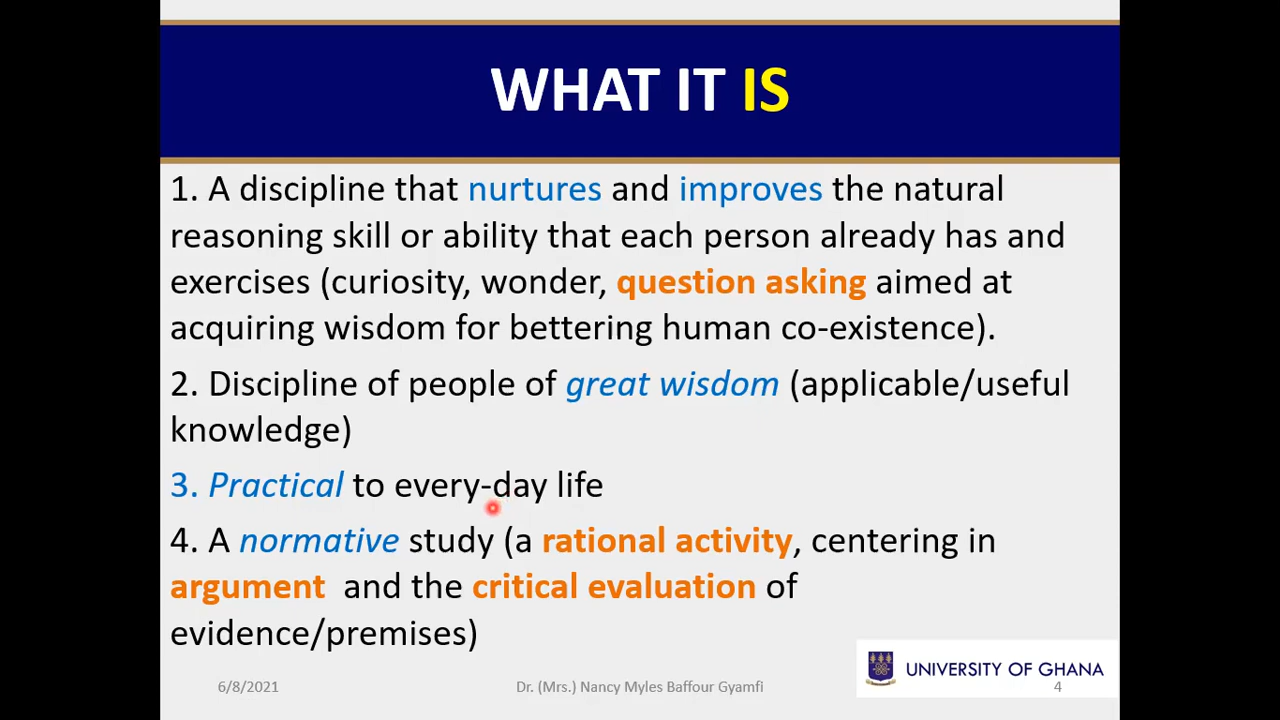 WHAT IT IS
1. A discipline that nurtures and improves the natural
reasoning skill or ability that each person already has and
exercises (curiosity, wonder, question asking aimed at
acquiring wisdom for bettering human co-existence).
2. Discipline of people of great wisdom (applicable/useful
knowledge)
3. Practical to every-day life
4. A normative study (a rational activity, centering in
argument and the critical evaluation of
evidence/premises)
UNIVERSITY OF GHANA
6/8/2021
Dr. (Mrs.) Nancy Myles Baffour Gyamfi
4